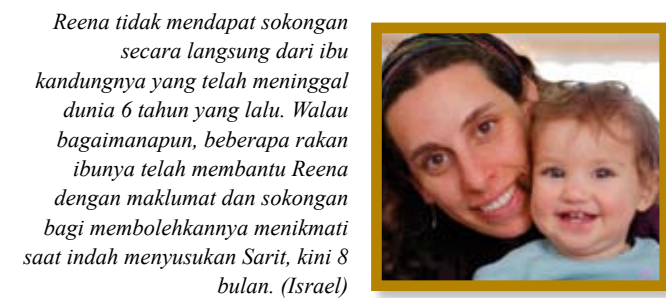 Reena tidak mendapat sokongan
secara langsung dari ibu
kandungnya yang telah meninggal
dunia 6 tahun yang lalu. Walau
bagaimanapun, beberapa rakan
ibunya telah membantu Reena
dengan maklumat dan sokongan
bagi membolehkannya menikmati
saat indah menyusukan Sarit, kini 8
bulan. (Israel)